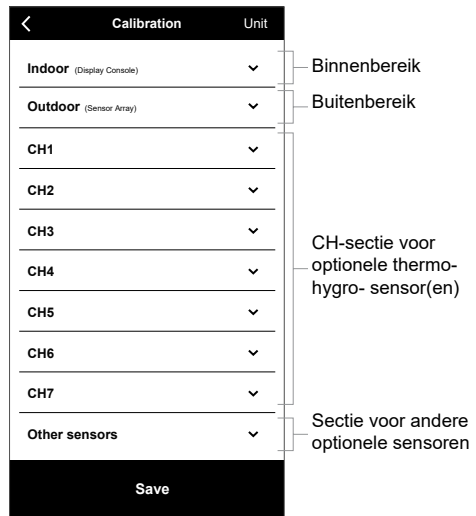 Calibration Unit
Indoor (Display Console)
Binnenbereik
Outdoor (Sensor Array)
Buitenbereik
CH1
CH2
CH3
CH4
CH5
CH6
CH7
CH-sectie voor
optionele thermo-
hygro- sensor(en)
Other sensors
Sectie voor andere
optionele sensoren
Save